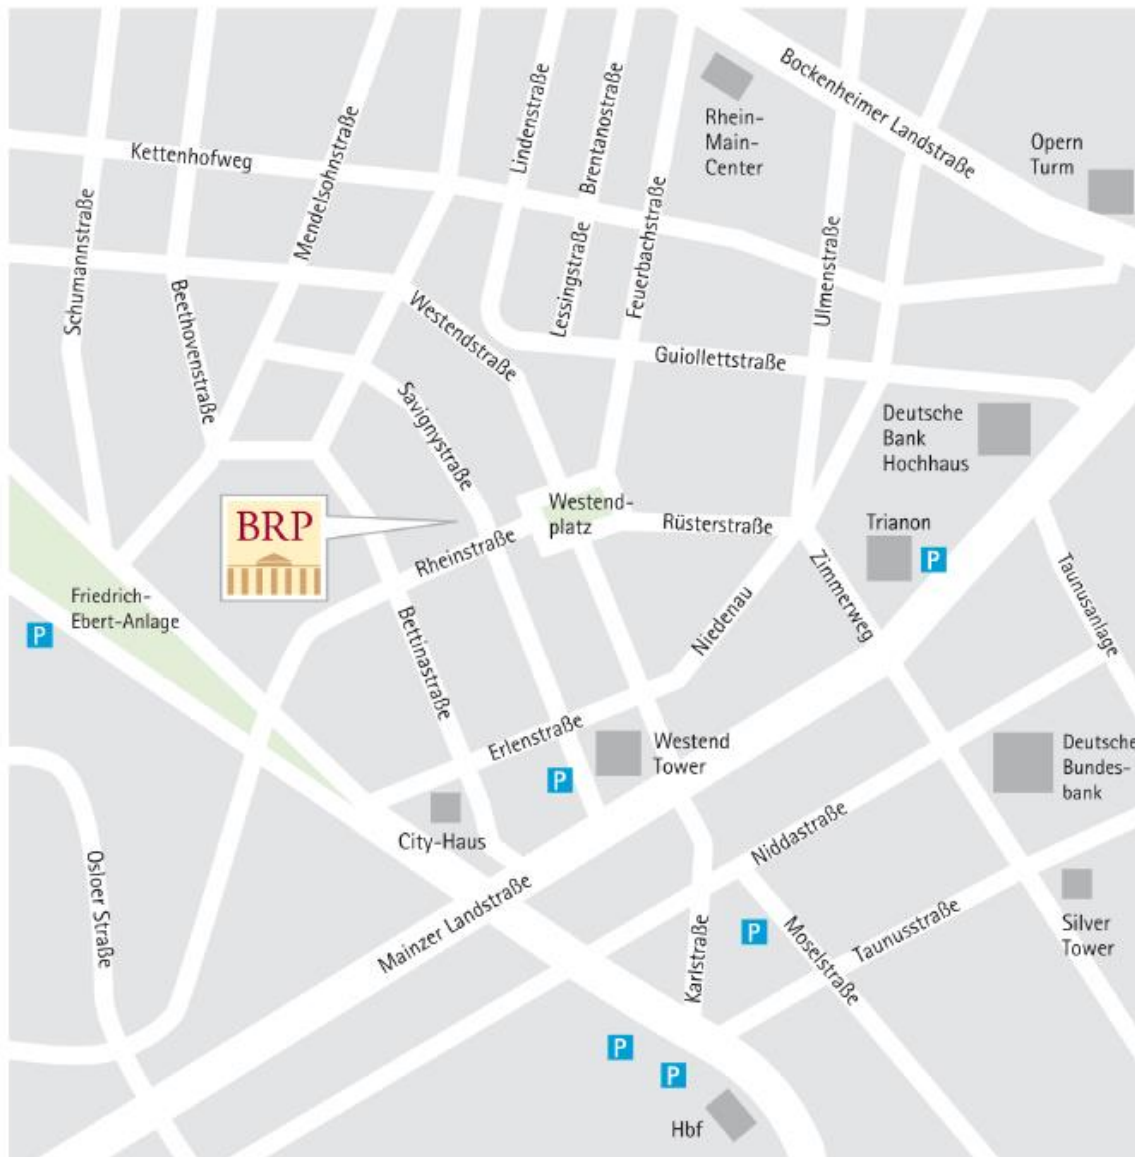 Bockenheimer Landstraße
Rhein-
Main-
Center
Opern
Turm
Kettenhofweg
Mendelsohnstraße
Lindenstraße
Brentanostraße
Schumannstraße
Beethovenstraße
Westendstraße
Lessingstraße
Feuerbachstraße
Ulmenstraße
Guiollettstraße
Savignystraße
Deutsche
Bank
Hochhaus
BRP
Westend-
platz
Rüsterstraße
Trianon
P
Rheinstraße
Zimmerweg
Taunusanlage
Friedrich-
Ebert-Anlage
P
Bettinastraße
Niedenau
Erlenstraße
Westend
Tower
P
Deutsche
Bundes-
bank
City-Haus
Niddastraße
Osloer Straße
Mainzer Landstraße
Karlstraße
P
Moselstraße
Taunusstraße
Silver
Tower
P
P
Hbf